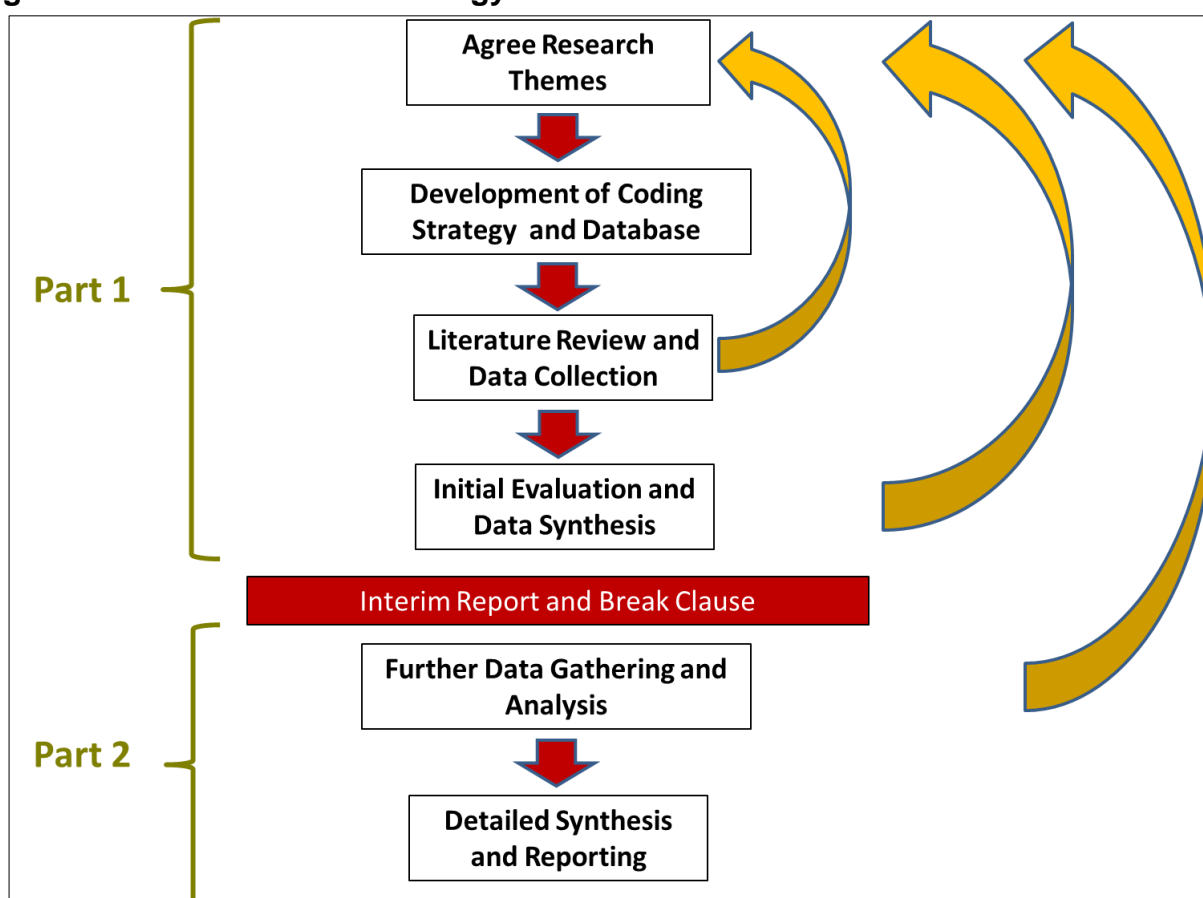 Agree Research
Themes
Development of Coding
Strategy and Database
Part 1
Literature Review and
Data Collection
Initial Evaluation and
Data Synthesis
Interim Report and Break Clause
Further Data Gathering and
Analysis
Part 2
Detailed Synthesis
and Reporting